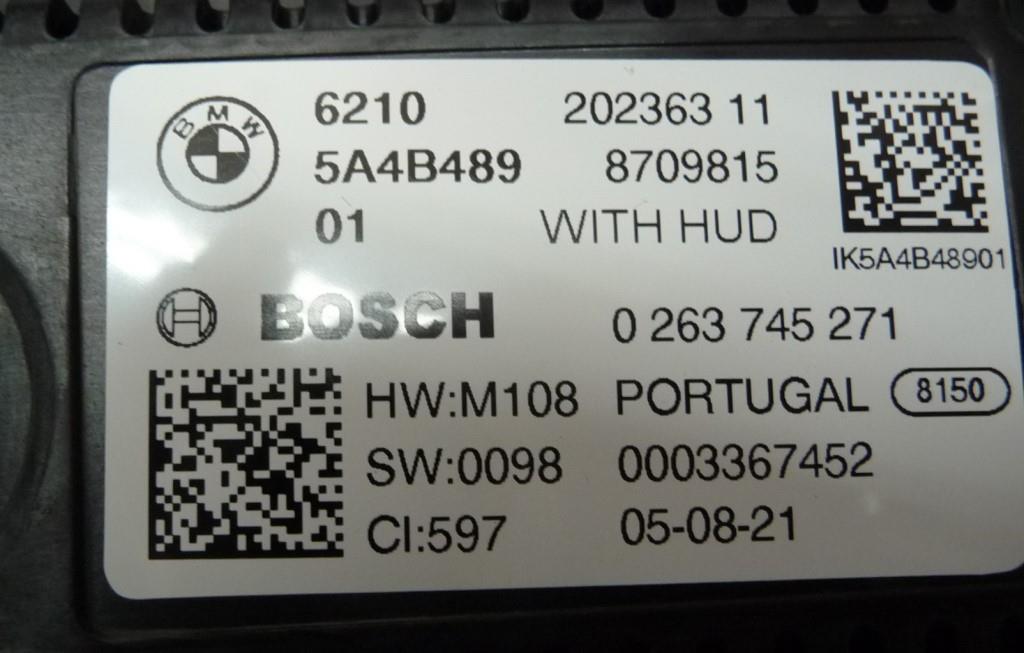 BMW
6210 202363 11
5A4B489 8709815
01 WITH HUD
IK5A4B48901
BOSCH 0 263 745 271
HW:M108 PORTUGAL 8150
SW:0098 0003367452
CI:597 05-08-21